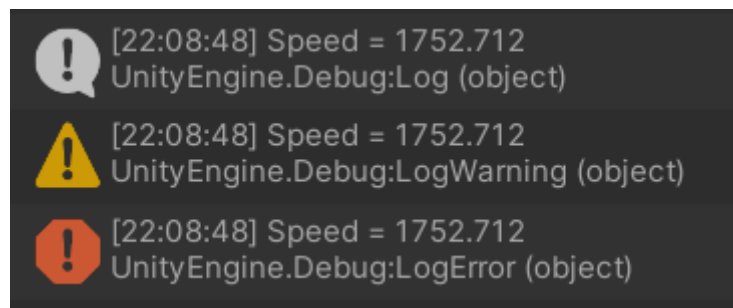 [22:08:48] Speed = 1752.712
UnityEngine.Debug:Log (object)
[22:08:48] Speed = 1752.712
UnityEngine.Debug:LogWarning (object)
[22:08:48] Speed = 1752.712
UnityEngine.Debug:LogError (object)